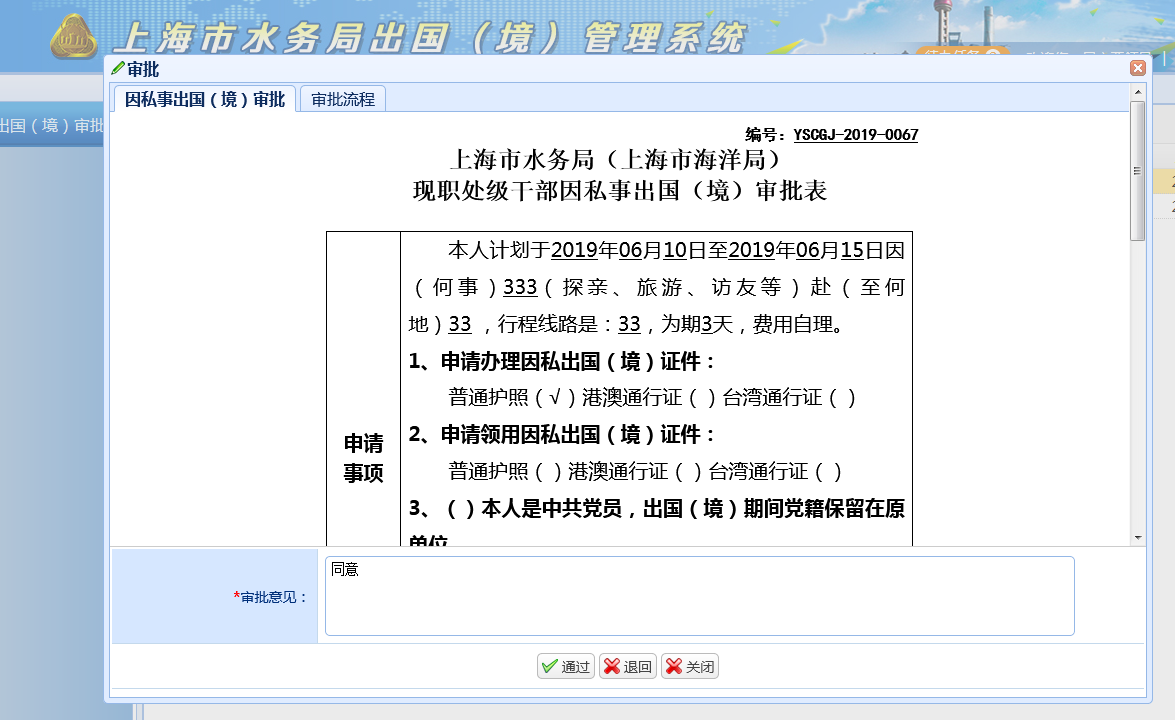 上海市水务局出国（境）管理系统
审批
因私事出国（境）审批 审批流程
出国（境）审批
编号：YSCGJ-2019-0067
上海市水务局（上海市海洋局）
现职处级干部因私事出国（境）审批表
申请
事项
本人计划于2019年06月10日至2019年06月15日因
（何事）333（探亲、旅游、访友等）赴（至何
地）33 ，行程线路是：33，为期3天，费用自理。
1、申请办理因私出国（境）证件：
普通护照（√）港澳通行证（ ）台湾通行证（ ）
2、申请领用因私出国（境）证件：
普通护照（ ）港澳通行证（ ）台湾通行证（ ）
3、（ ）本人是中共党员，出国（境）期间党籍保留在原
单位
*审批意见：
同意
通过 退回 关闭